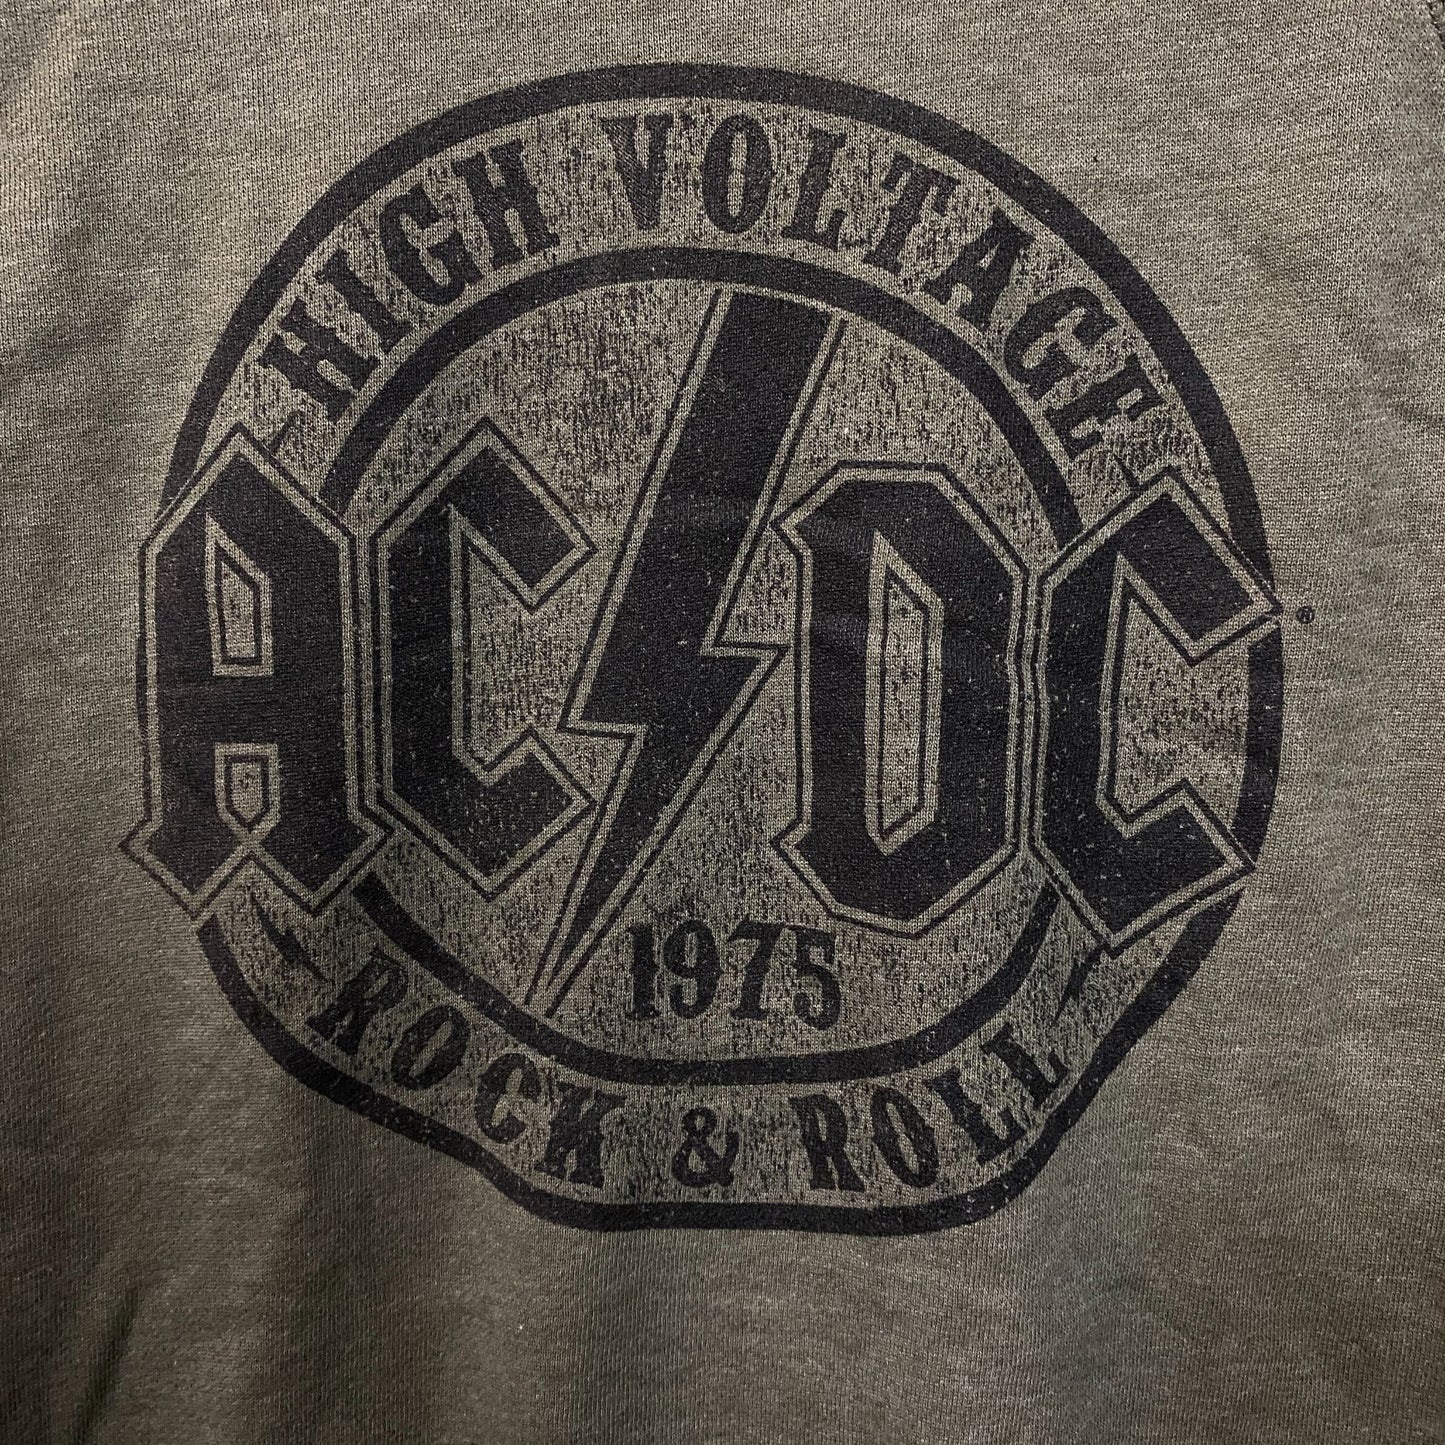 HIGH VOLTAGE
AC/DC®
1975
ROCK & ROLL